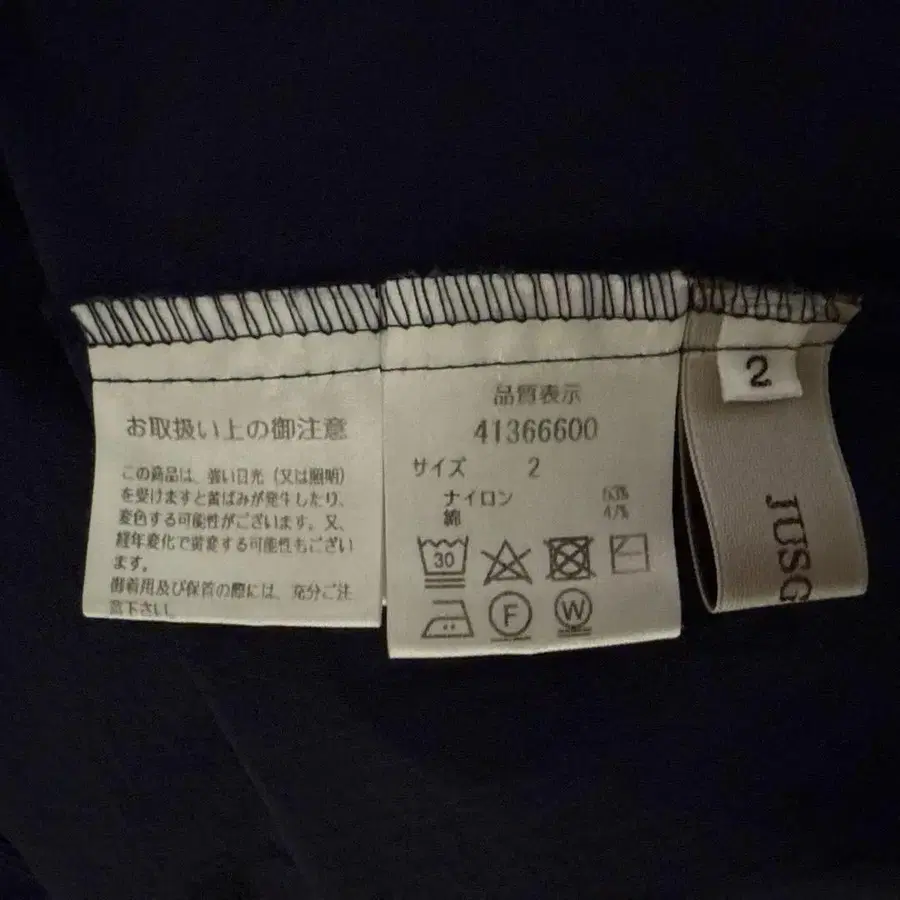 お取扱い上の御注意
この商品は、強い日光（又は照明）
を受けますと黄ばみが発生したり、
変色する可能性がございます。又、
経年変化で黄変する可能性もござい
ます。
御着用及び保管の際には、充分ご注
意下さい。
品質表示
41366600
サイズ 2
ナイロン 53%
綿 47%
30
F W
2
JUSG